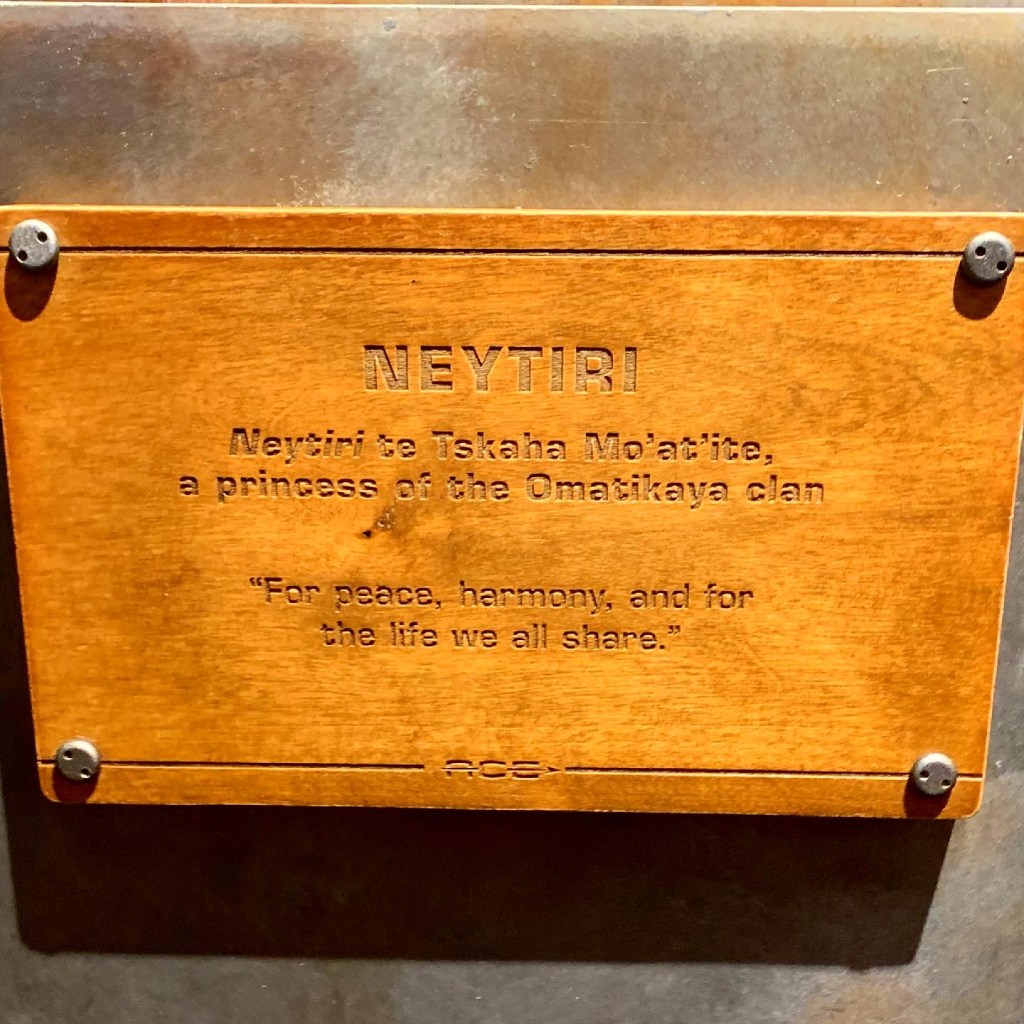 NEYTIRI
Neytiri te Tskaha Mo'at'ite,
a princess of the Omatikaya clan
“For peace, harmony, and for
the life we all share.”
ACE